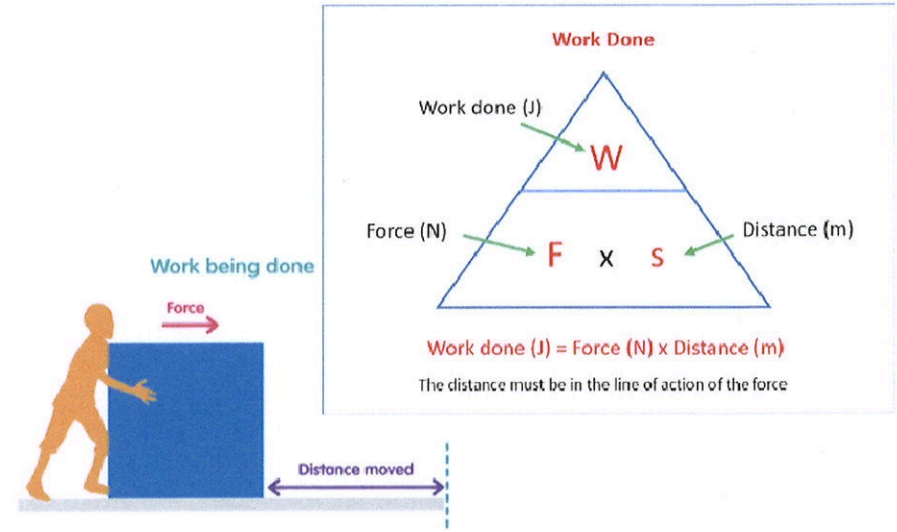 Work Done
Work done (J)
W
Force (N)
Distance (m)
F x s
Work done (J) = Force (N) x Distance (m)
The distance must be in the line of action of the force
Work being done
Force
Distance moved